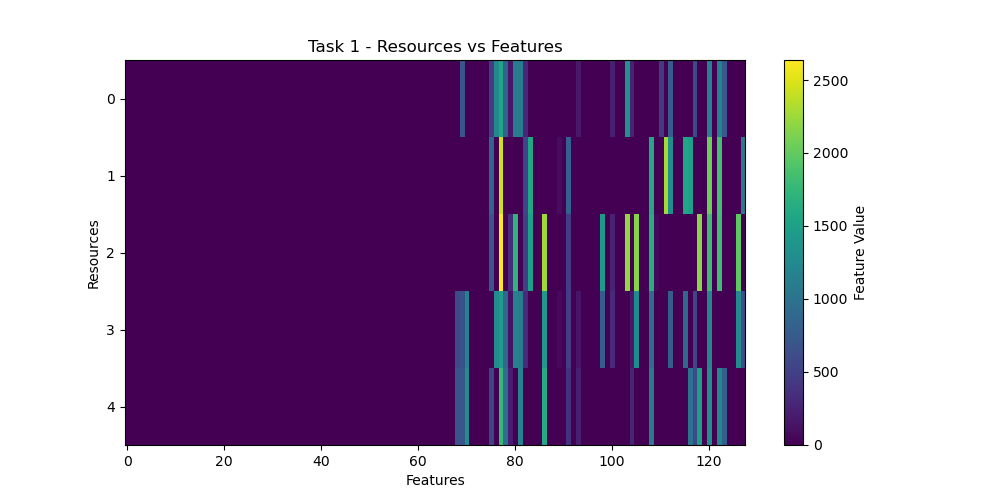 Task 1 - Resources vs Features
0
1
2
3
4
Resources
0 20 40 60 80 100 120
Features
2500
2000
1500
1000
500
0
Feature Value